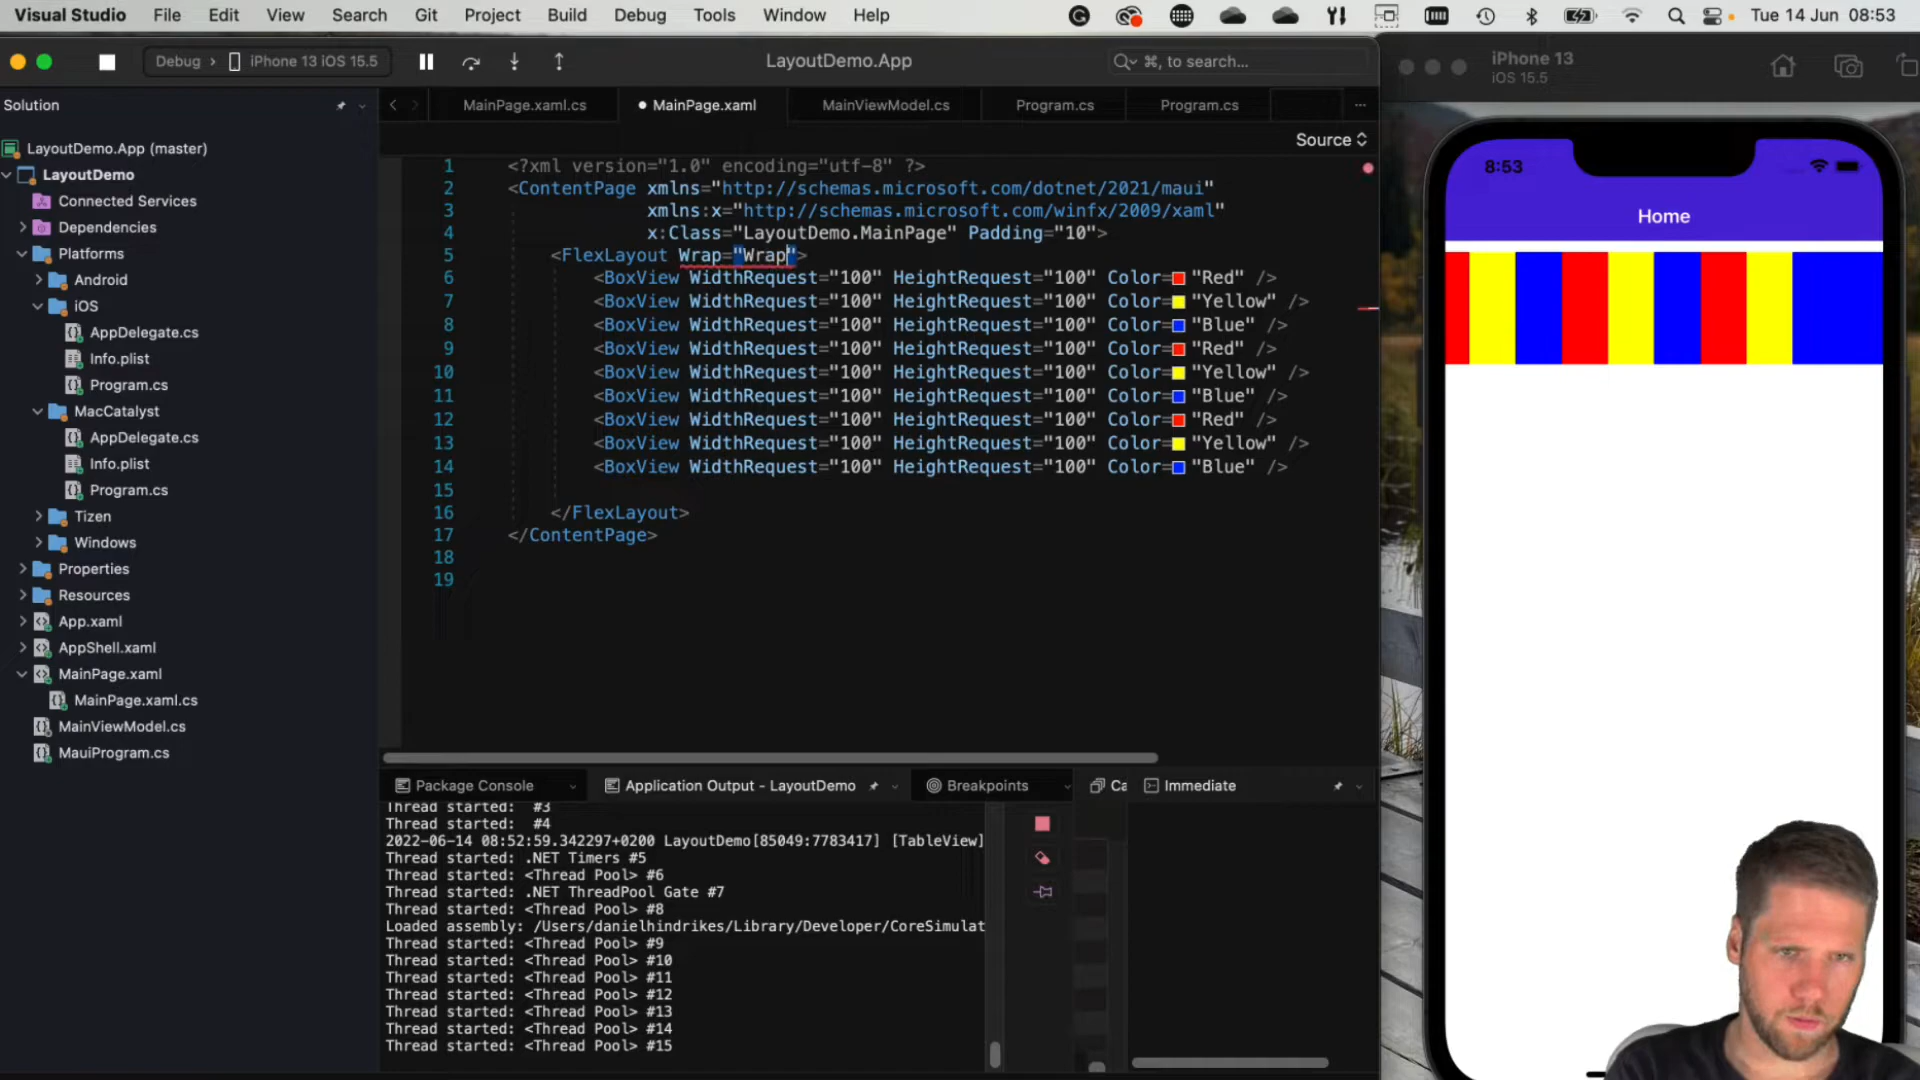 Visual Studio File Edit View Search Git Project Build Debug Tools Window Help Tue 14 Jun 08:53
Debug › iPhone 13 iOS 15.5
LayoutDemo.App
⌘, to search...
iPhone 13
iOS 15.5
Solution
MainPage.xaml.cs MainPage.xaml MainViewModel.cs Program.cs Program.cs
Source
LayoutDemo.App (master)
LayoutDemo
Connected Services
Dependencies
Platforms
Android
iOS
AppDelegate.cs
Info.plist
Program.cs
MacCatalyst
AppDelegate.cs
Info.plist
Program.cs
Tizen
Windows
Properties
Resources
App.xaml
AppShell.xaml
MainPage.xaml
MainPage.xaml.cs
MainViewModel.cs
MauiProgram.cs
1 <?xml version="1.0" encoding="utf-8" ?>
2 <ContentPage xmlns="http://schemas.microsoft.com/dotnet/2021/maui"
3 xmlns:x="http://schemas.microsoft.com/winfx/2009/xaml"
4 x:Class="LayoutDemo.MainPage" Padding="10">
5 <FlexLayout Wrap="Wrap">
6 <BoxView WidthRequest="100" HeightRequest="100" Color="Red" />
7 <BoxView WidthRequest="100" HeightRequest="100" Color="Yellow" />
8 <BoxView WidthRequest="100" HeightRequest="100" Color="Blue" />
9 <BoxView WidthRequest="100" HeightRequest="100" Color="Red" />
10 <BoxView WidthRequest="100" HeightRequest="100" Color="Yellow" />
11 <BoxView WidthRequest="100" HeightRequest="100" Color="Blue" />
12 <BoxView WidthRequest="100" HeightRequest="100" Color="Red" />
13 <BoxView WidthRequest="100" HeightRequest="100" Color="Yellow" />
14 <BoxView WidthRequest="100" HeightRequest="100" Color="Blue" />
15
16 </FlexLayout>
17 </ContentPage>
18
19
Package Console Application Output - LayoutDemo Breakpoints Ca Immediate
Thread started: #3
Thread started: #4
2022-06-14 08:52:59.342297+0200 LayoutDemo[85049:7783417] [TableView]
Thread started: .NET Timers #5
Thread started: <Thread Pool> #6
Thread started: .NET ThreadPool Gate #7
Thread started: <Thread Pool> #8
Loaded assembly: /Users/danielhindrikes/Library/Developer/CoreSimulat
Thread started: <Thread Pool> #9
Thread started: <Thread Pool> #10
Thread started: <Thread Pool> #11
Thread started: <Thread Pool> #12
Thread started: <Thread Pool> #13
Thread started: <Thread Pool> #14
Thread started: <Thread Pool> #15
8:53
Home